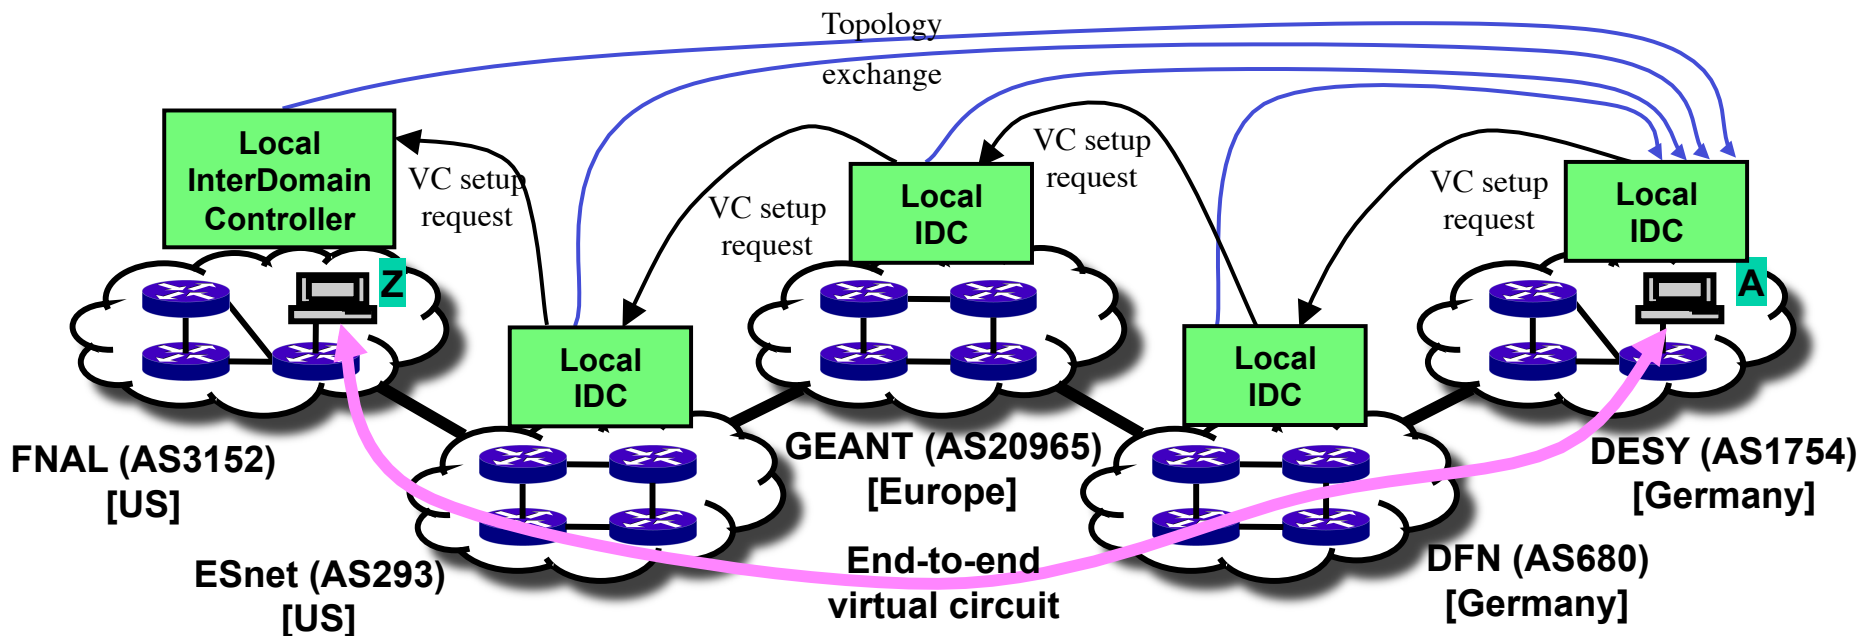 Topology
exchange
Local
InterDomain
Controller
VC setup
request
VC setup
request
Local
IDC
VC setup
request
VC setup
request
Local
IDC
Z
A
Local
IDC
Local
IDC
FNAL (AS3152)
[US]
GEANT (AS20965)
[Europe]
DESY (AS1754)
[Germany]
ESnet (AS293)
[US]
End-to-end
virtual circuit
DFN (AS680)
[Germany]